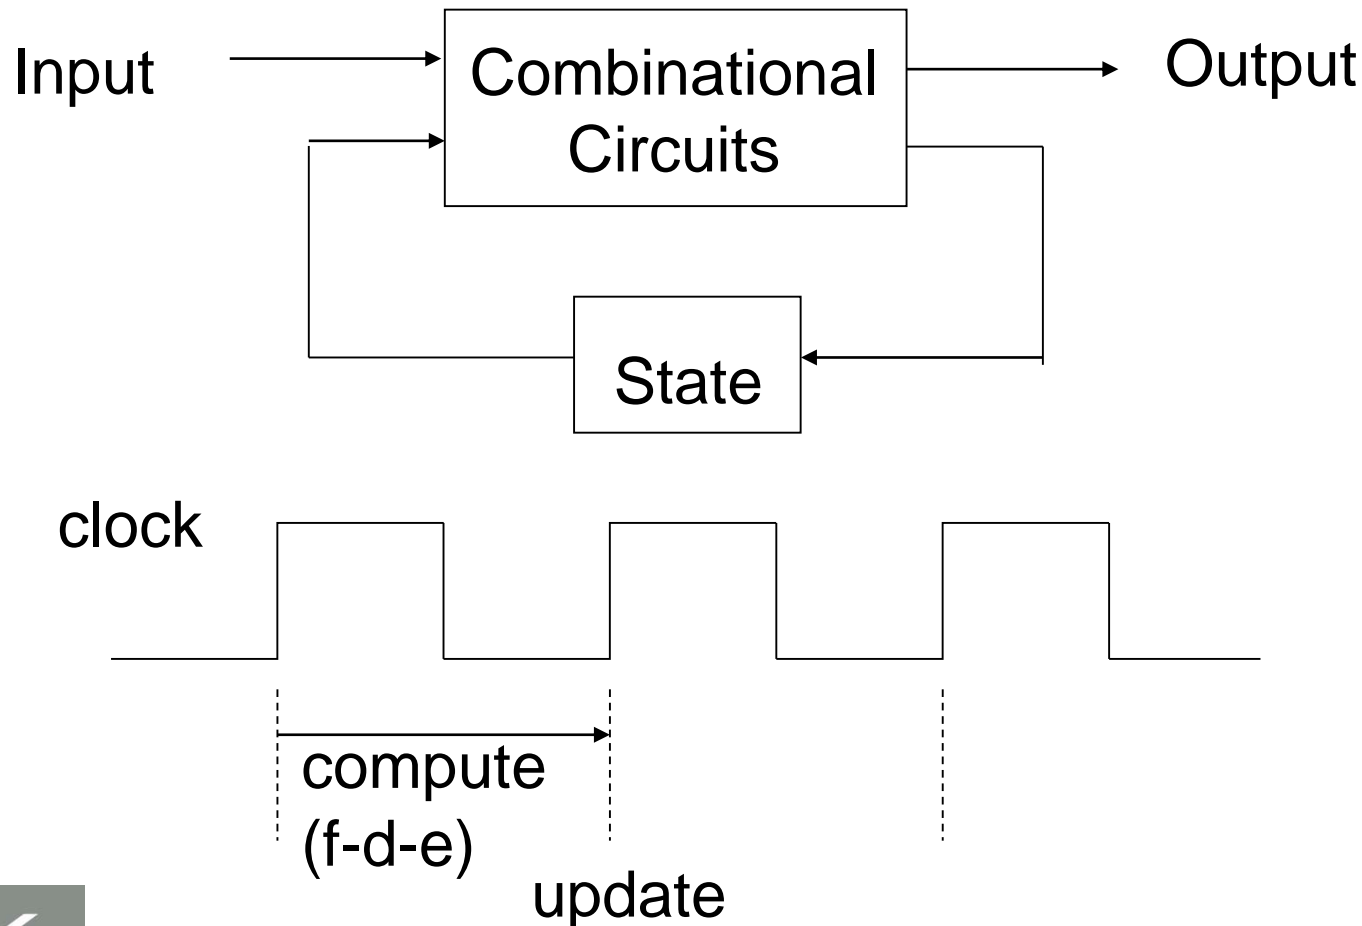 Input
Combinational
Circuits
Output
State
clock
compute
(f-d-e)
update